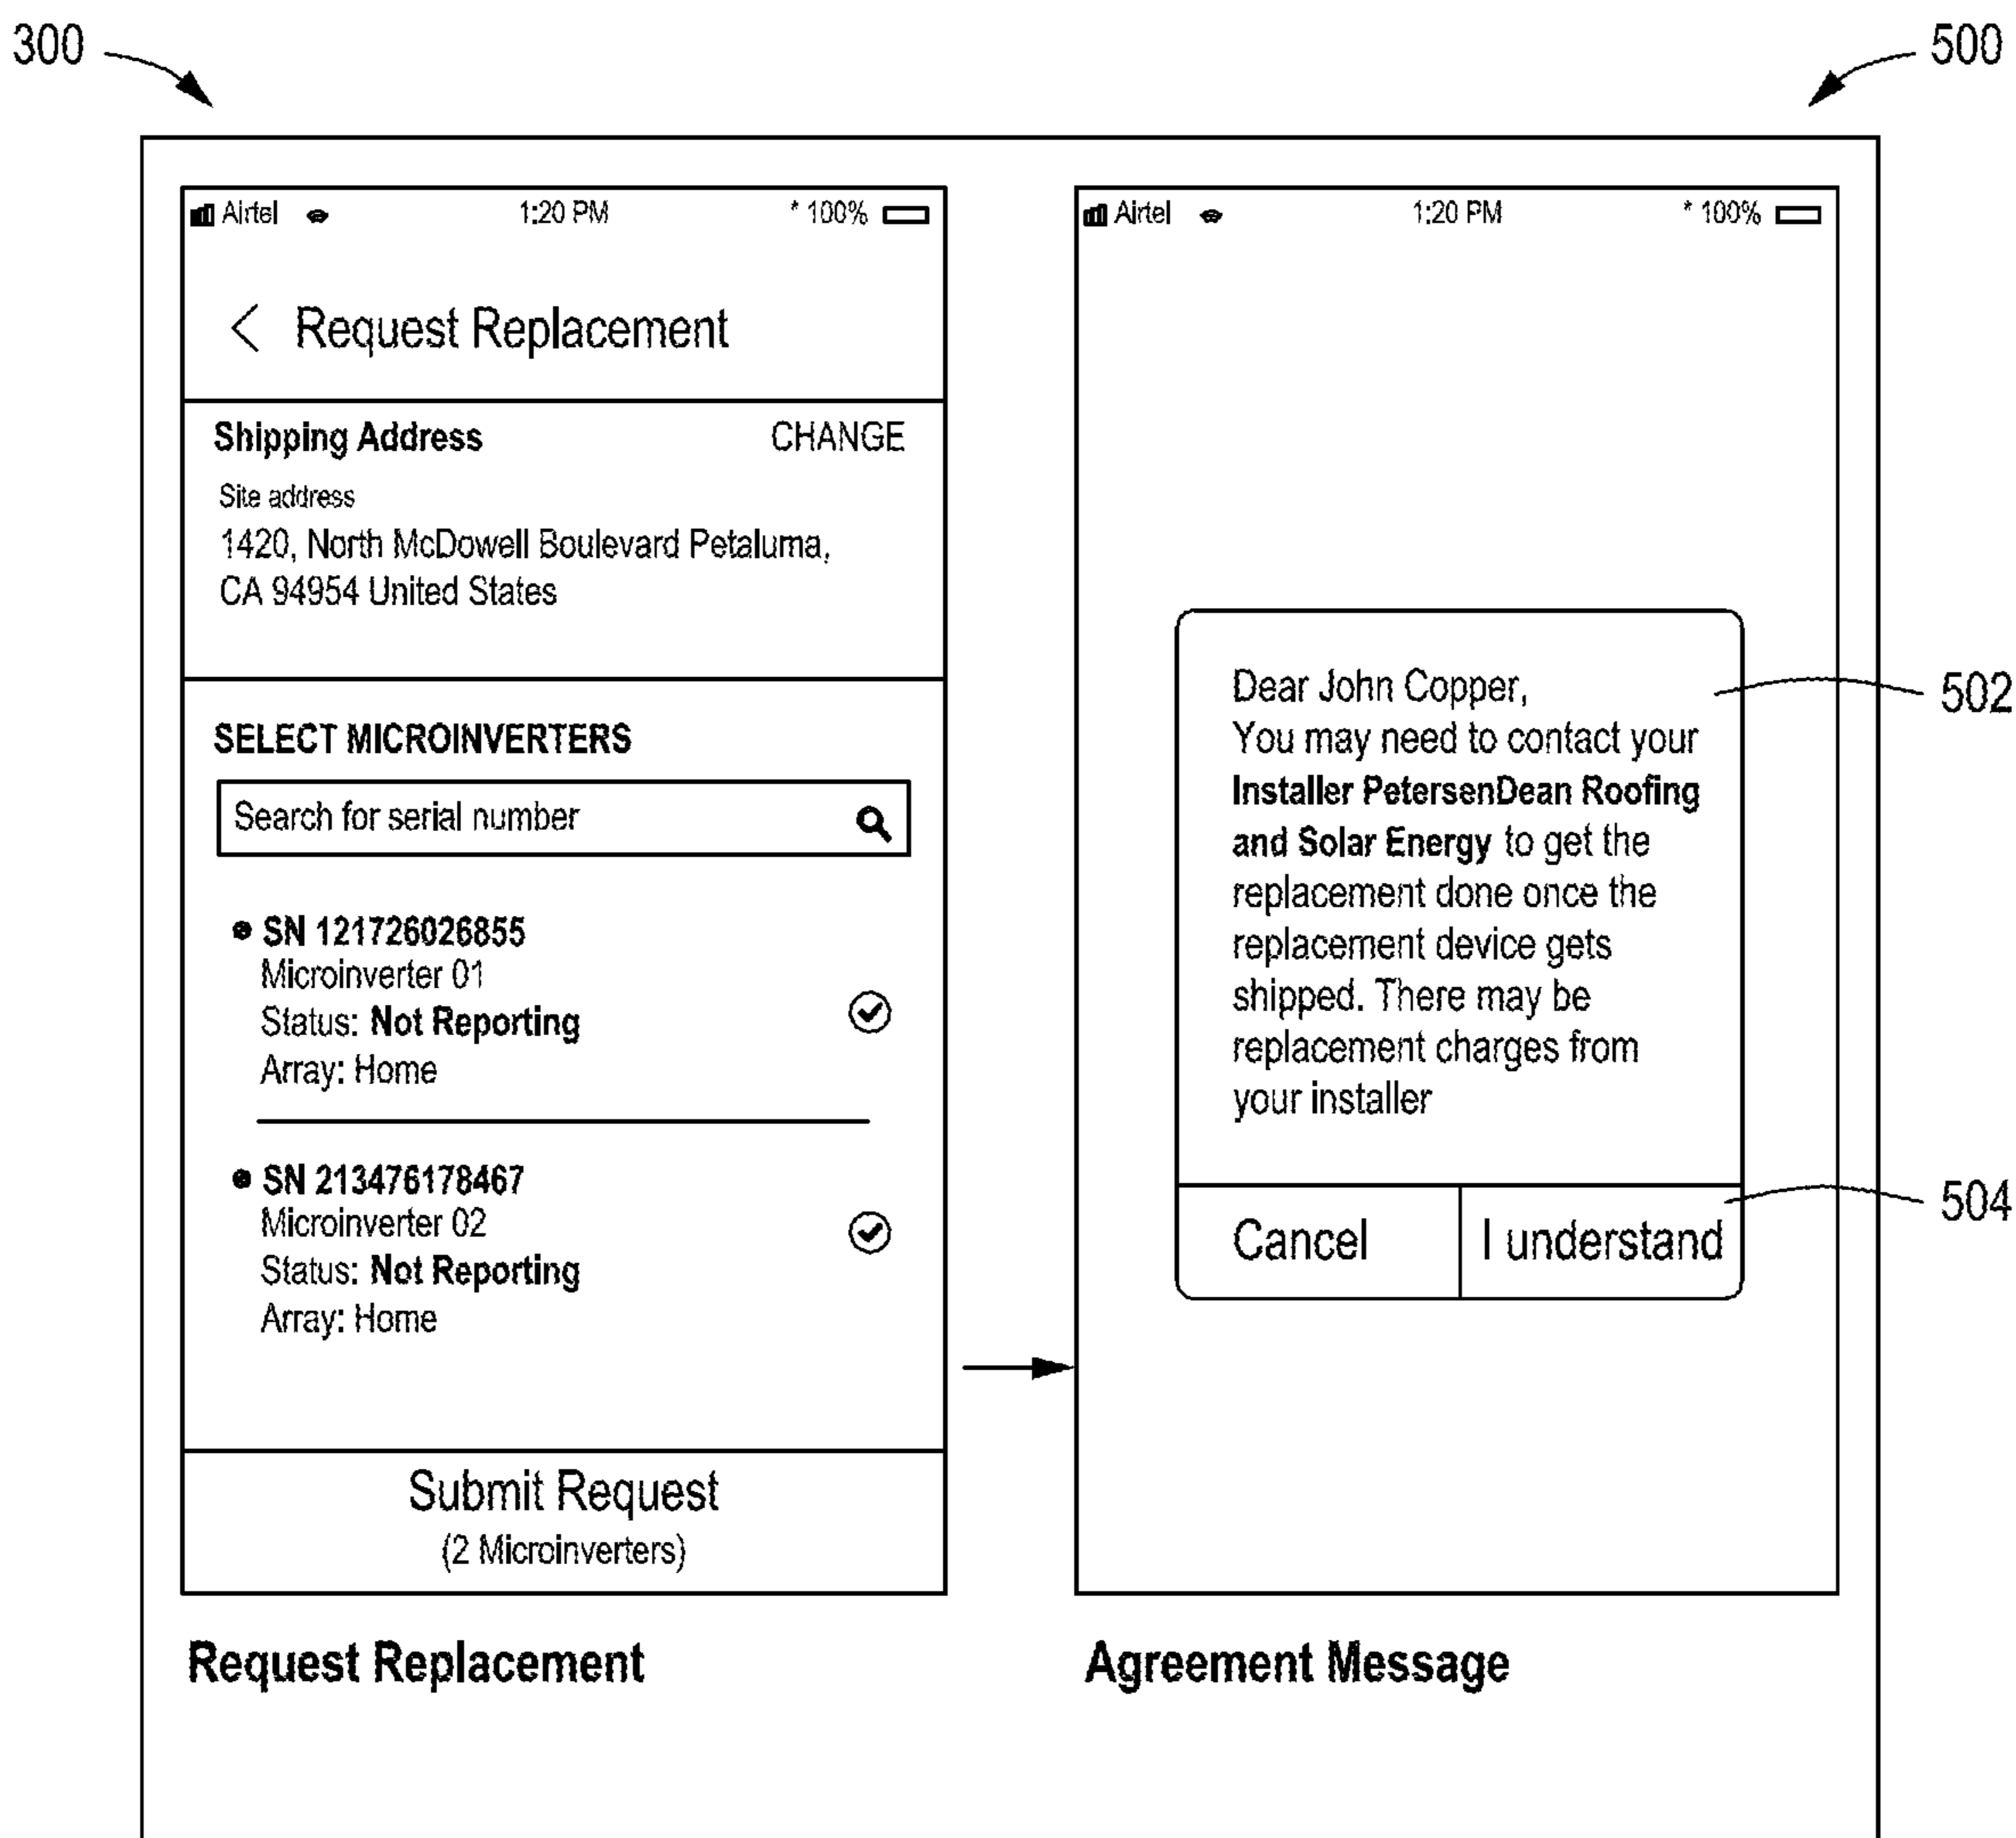 300
500
Airtel 1:20 PM * 100%
< Request Replacement
Shipping Address CHANGE
Site address
1420, North McDowell Boulevard Petaluma,
CA 94954 United States
SELECT MICROINVERTERS
Search for serial number
SN 121726026855
Microinverter 01
Status: Not Reporting
Array: Home
SN 213476178467
Microinverter 02
Status: Not Reporting
Array: Home
Submit Request
(2 Microinverters)
Request Replacement
Airtel 1:20 PM * 100%
Dear John Copper,
You may need to contact your
Installer PetersenDean Roofing
and Solar Energy to get the
replacement done once the
replacement device gets
shipped. There may be
replacement charges from
your installer
502
Cancel I understand
504
Agreement Message